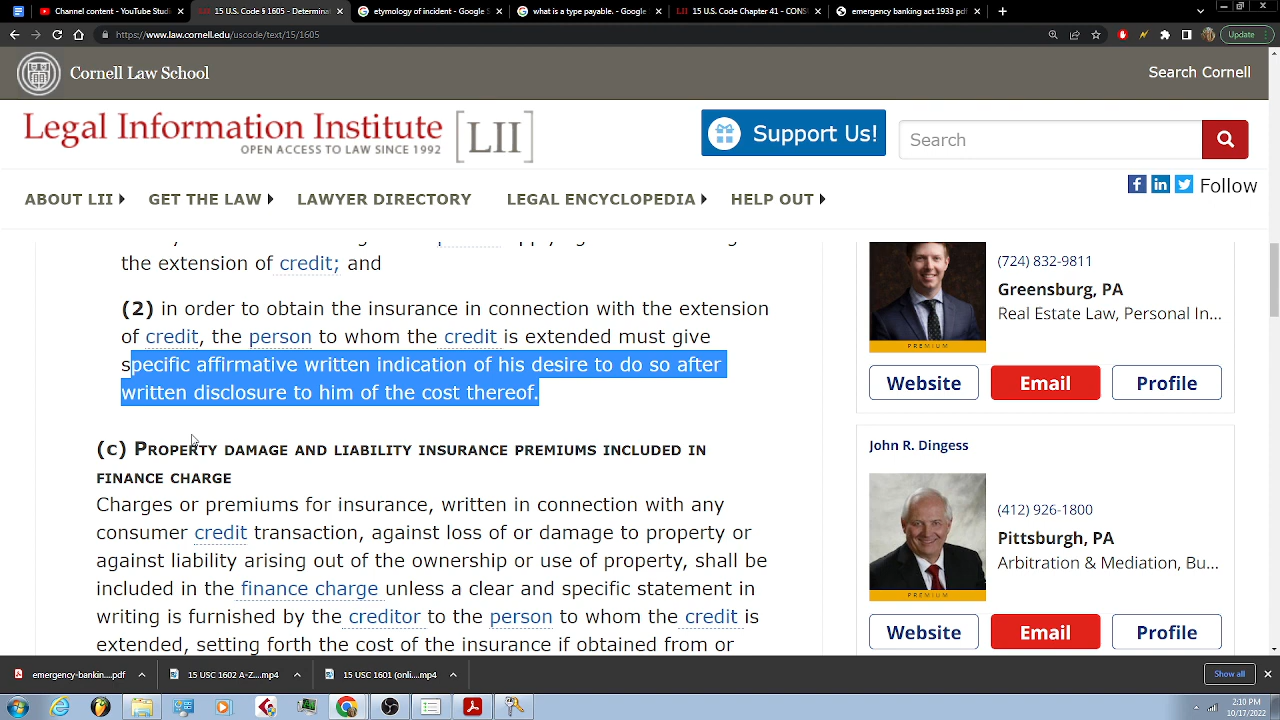 Content - YouTube Studio
15 U.S. Code § 1605 - Determina
etymology of incident - Google S
what is a type payable. - Google
15 U.S. Code Chapter 41 - CONS
emergency banking act 1933 pdf
https://www.law.cornell.edu/uscode/text/15/1605
Update
Cornell Law School
Search Cornell
Legal Information Institute [LII]
OPEN ACCESS TO LAW SINCE 1992
Support Us!
Search
ABOUT LII
GET THE LAW
LAWYER DIRECTORY
LEGAL ENCYCLOPEDIA
HELP OUT
Follow
the extension of credit; and
(2) in order to obtain the insurance in connection with the extension
of credit, the person to whom the credit is extended must give
specific affirmative written indication of his desire to do so after
written disclosure to him of the cost thereof.
(c) Property damage and liability insurance premiums included in
finance charge
Charges or premiums for insurance, written in connection with any
consumer credit transaction, against loss of or damage to property or
against liability arising out of the ownership or use of property, shall be
included in the finance charge unless a clear and specific statement in
writing is furnished by the creditor to the person to whom the credit is
extended, setting forth the cost of the insurance if obtained from or
(724) 832-9811
Greensburg, PA
Real Estate Law, Personal In...
PREMIUM
Website
Email
Profile
John R. Dingess
(412) 926-1800
Pittsburgh, PA
Arbitration & Mediation, Bu...
PREMIUM
Website
Email
Profile
emergency-bankin....pdf
15 USC 1602 A-Z....mp4
15 USC 1601 (onli....mp4
Show all
2:10 PM
10/17/2022